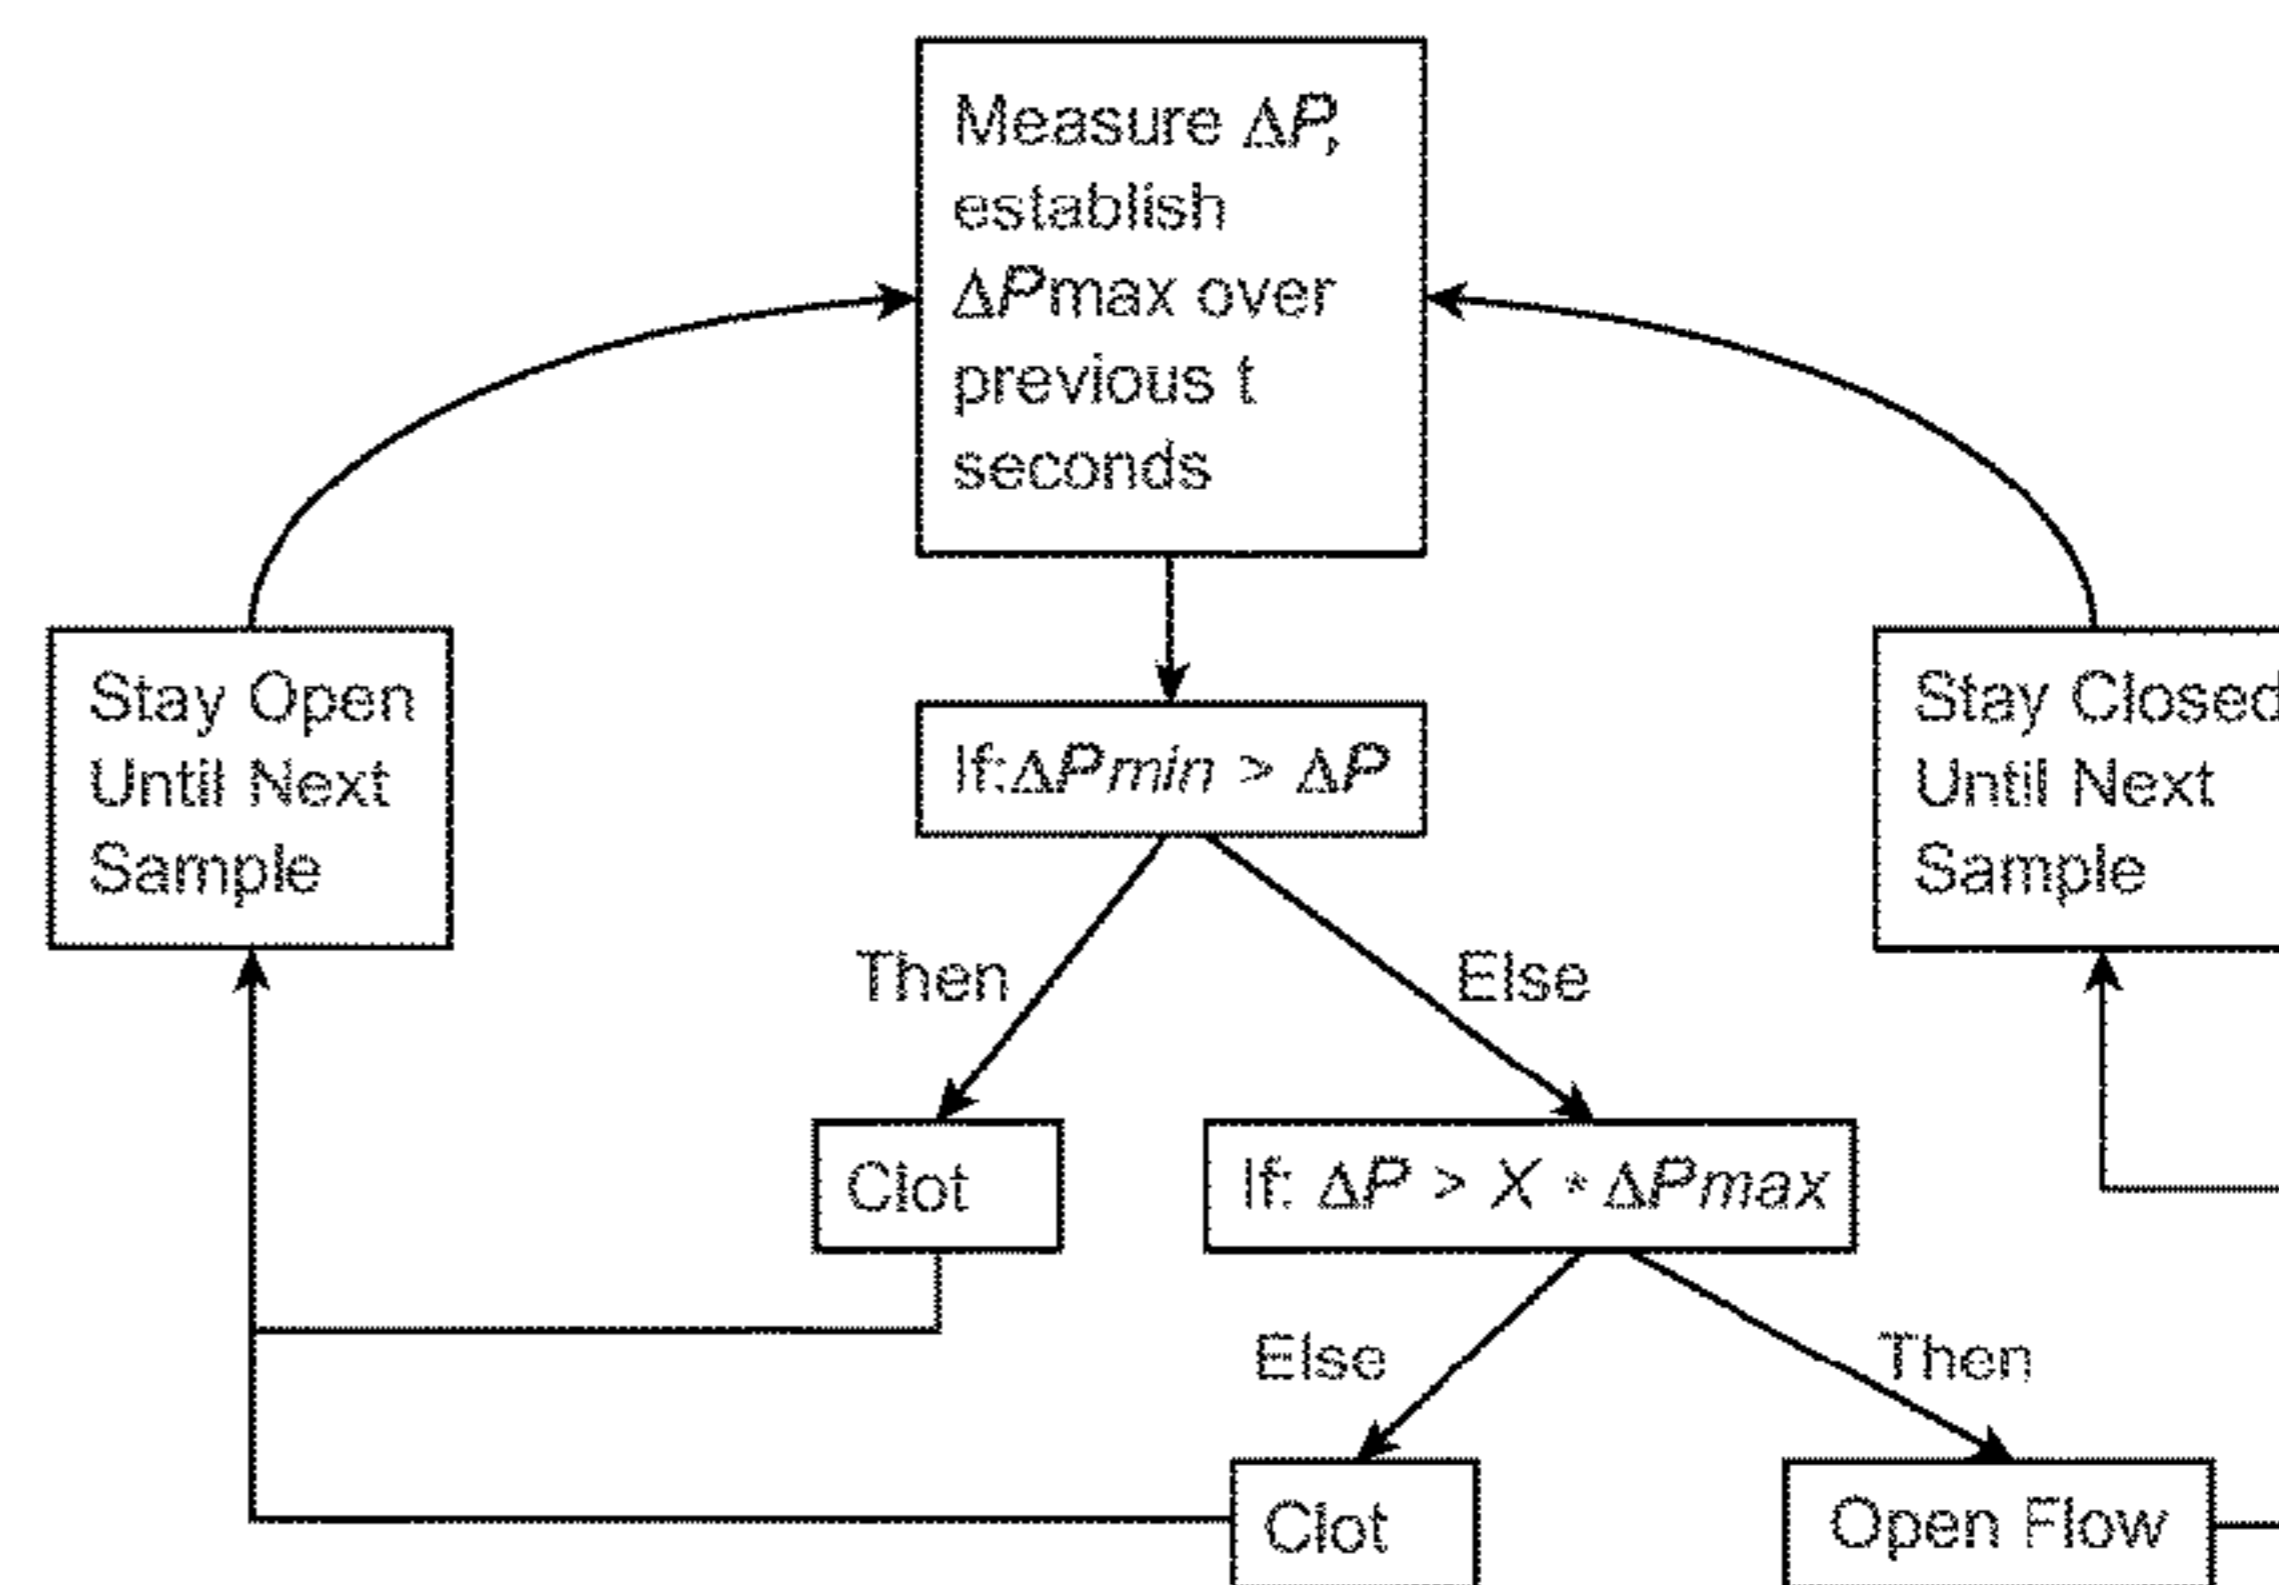 Measure ΔP,
establish
ΔPmax over
previous t
seconds
Stay Open
Until Next
Sample
If:ΔPmin > ΔP
Stay Closed
Until Next
Sample
Then
Else
Clot
If: ΔP > X * ΔPmax
Else
Then
Clot
Open Flow